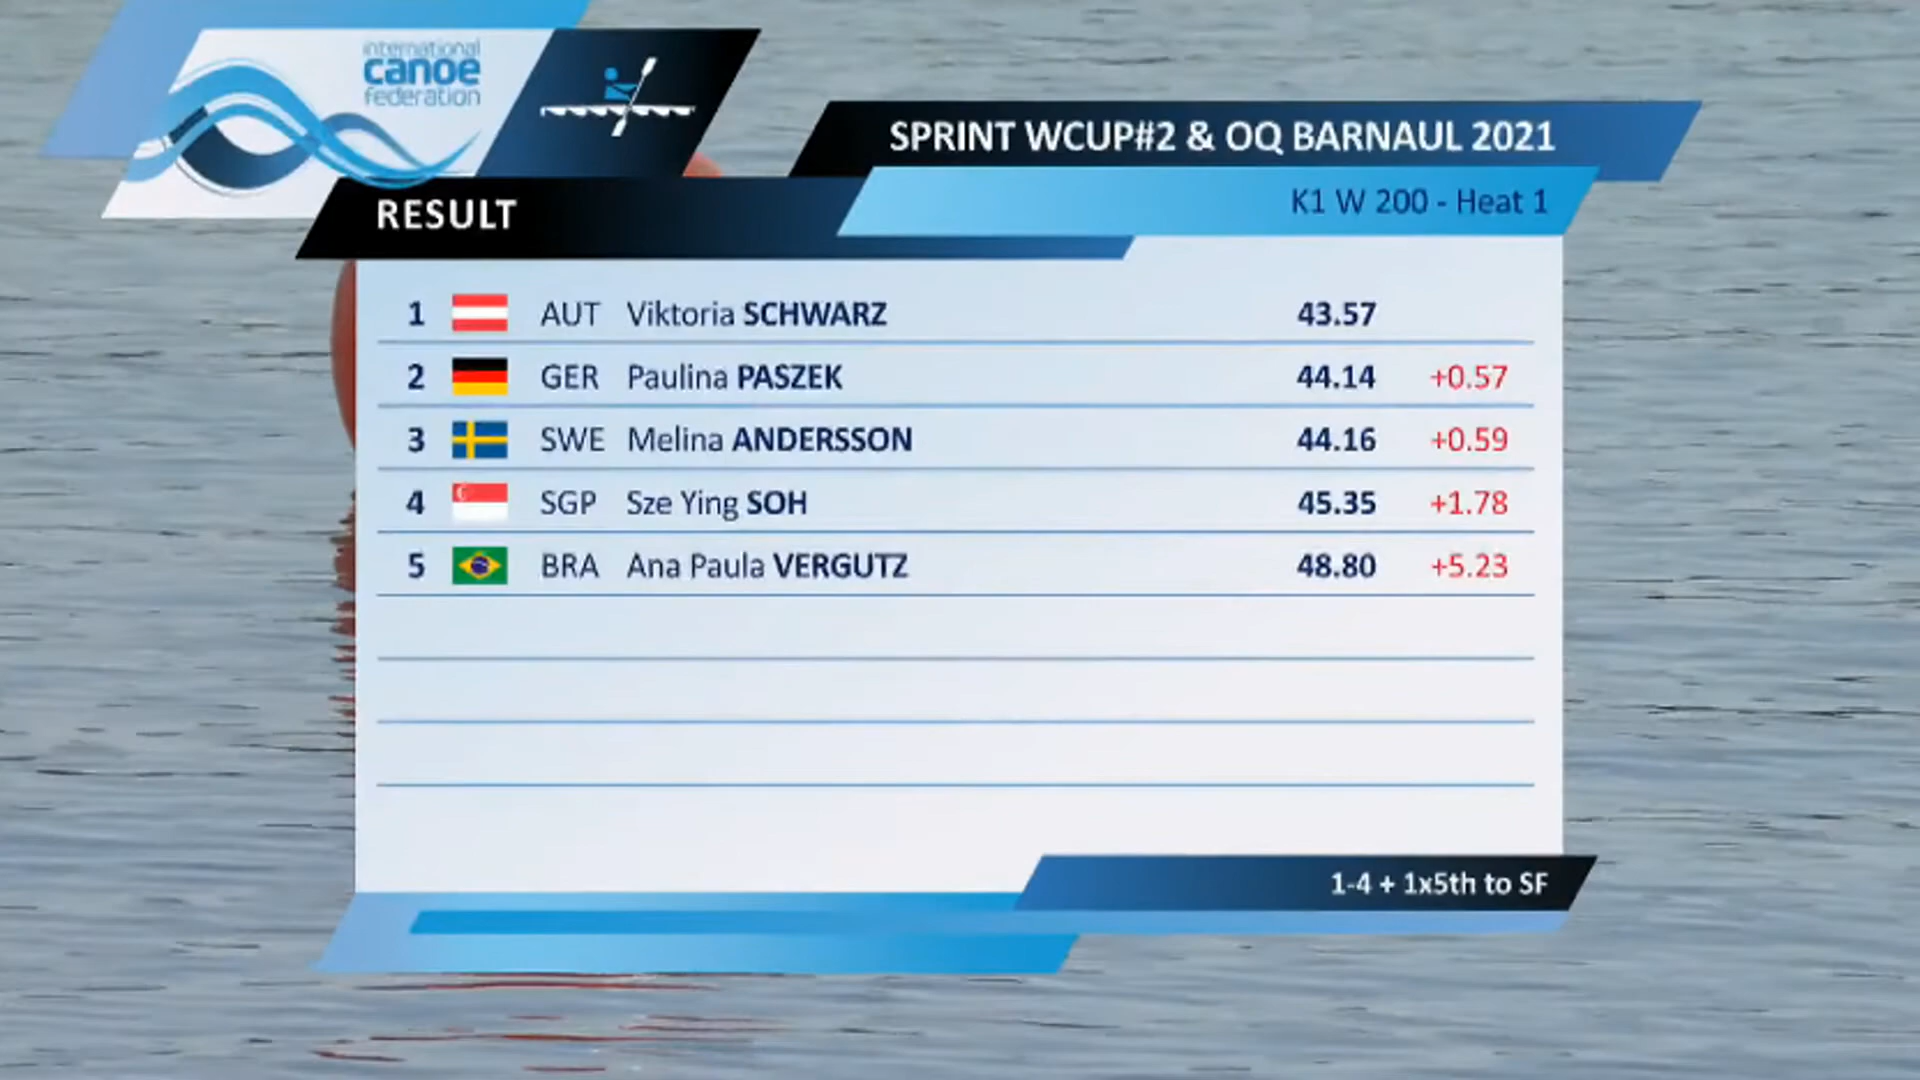 international
canoe
federation
SPRINT WCUP#2 & OQ BARNAUL 2021
K1 W 200 - Heat 1
RESULT
1 AUT Viktoria SCHWARZ 43.57
2 GER Paulina PASZEK 44.14 +0.57
3 SWE Melina ANDERSSON 44.16 +0.59
4 SGP Sze Ying SOH 45.35 +1.78
5 BRA Ana Paula VERGUTZ 48.80 +5.23
1-4 + 1x5th to SF